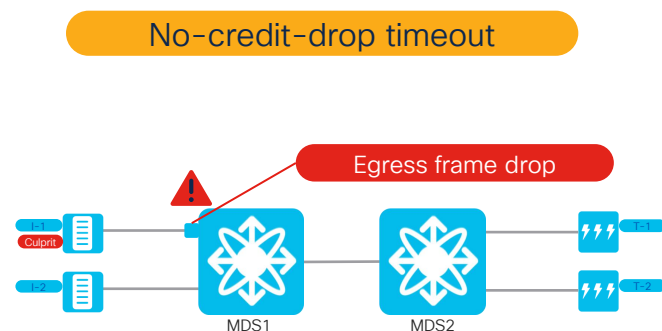 No-credit-drop timeout
Egress frame drop
I-1
Culprit
I-2
T-1
T-2
MDS1
MDS2